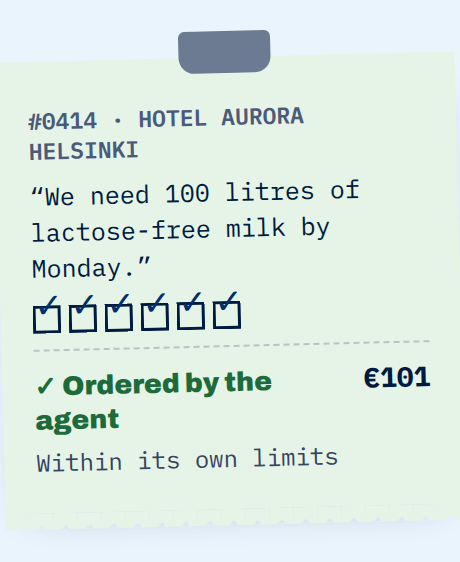 #0414 · HOTEL AURORA
HELSINKI
“We need 100 litres of
lactose-free milk by
Monday.”
✓ ✓ ✓ ✓ ✓ ✓
✓ Ordered by the €101
agent
Within its own limits